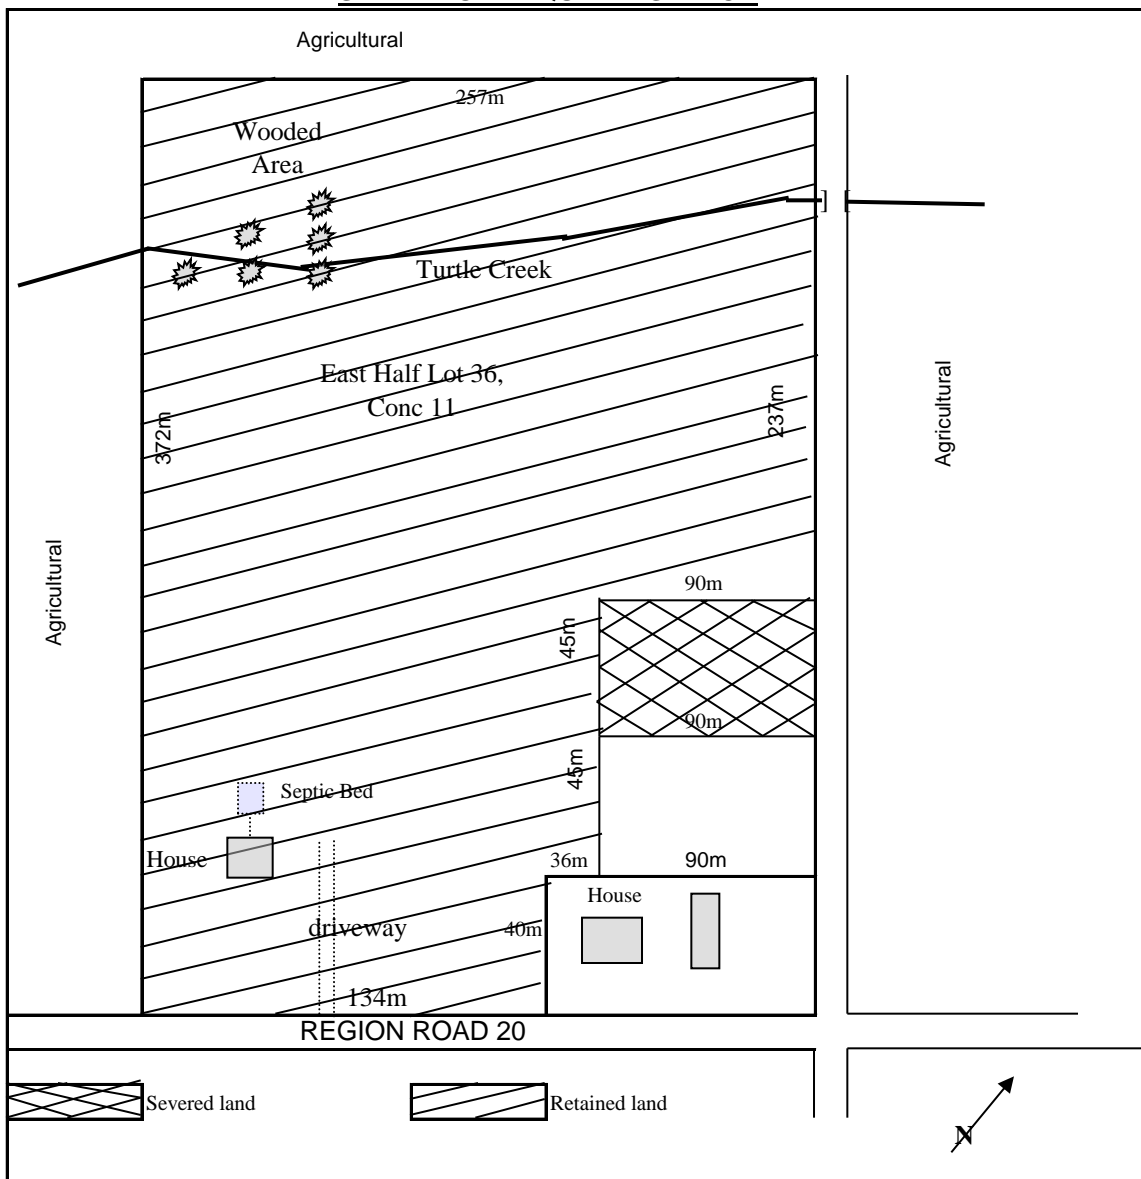 Agricultural
257m
Wooded
Area
] [
Turtle Creek
East Half Lot 36,
Conc 11
372m
237m
Agricultural
Agricultural
90m
45m
90m
45m
Septic Bed
House
36m
90m
House
driveway
40m
134m
REGION ROAD 20
Severed land
Retained land
N